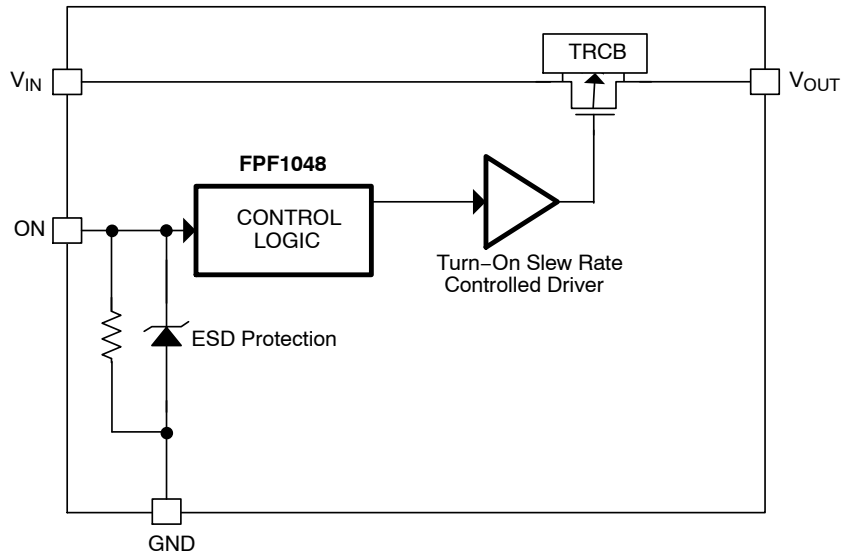 TRCB
VIN
VOUT
FPF1048
ON
CONTROL
LOGIC
Turn−On Slew Rate
Controlled Driver
ESD Protection
GND